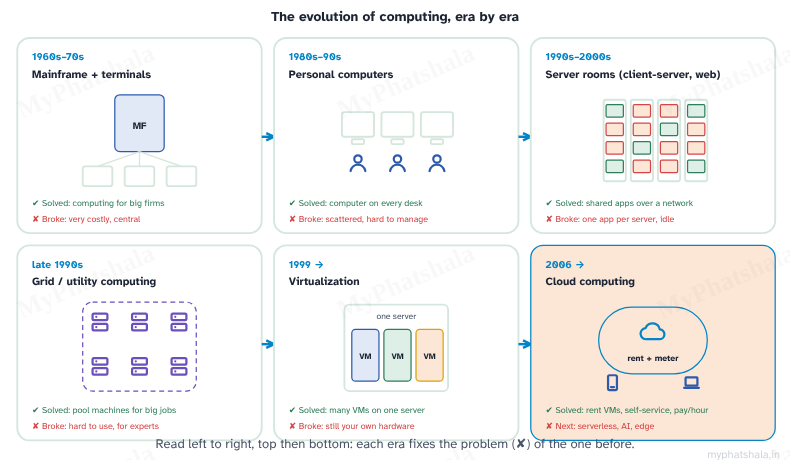 The evolution of computing, era by era
1960s–70s
Mainframe + terminals
MF
✔ Solved: computing for big firms
✘ Broke: very costly, central
1980s–90s
Personal computers
✔ Solved: computer on every desk
✘ Broke: scattered, hard to manage
1990s–2000s
Server rooms (client-server, web)
✔ Solved: shared apps over a network
✘ Broke: one app per server, idle
late 1990s
Grid / utility computing
✔ Solved: pool machines for big jobs
✘ Broke: hard to use, for experts
1999 →
Virtualization
one server
VM VM VM
✔ Solved: many VMs on one server
✘ Broke: still your own hardware
2006 →
Cloud computing
rent + meter
✔ Solved: rent VMs, self-service, pay/hour
✘ Next: serverless, AI, edge
Read left to right, top then bottom: each era fixes the problem (✘) of the one before.
MyPhatshala
MyPhatshala
MyPhatshala
MyPhatshala
MyPhatshala
MyPhatshala
myphatshala.in